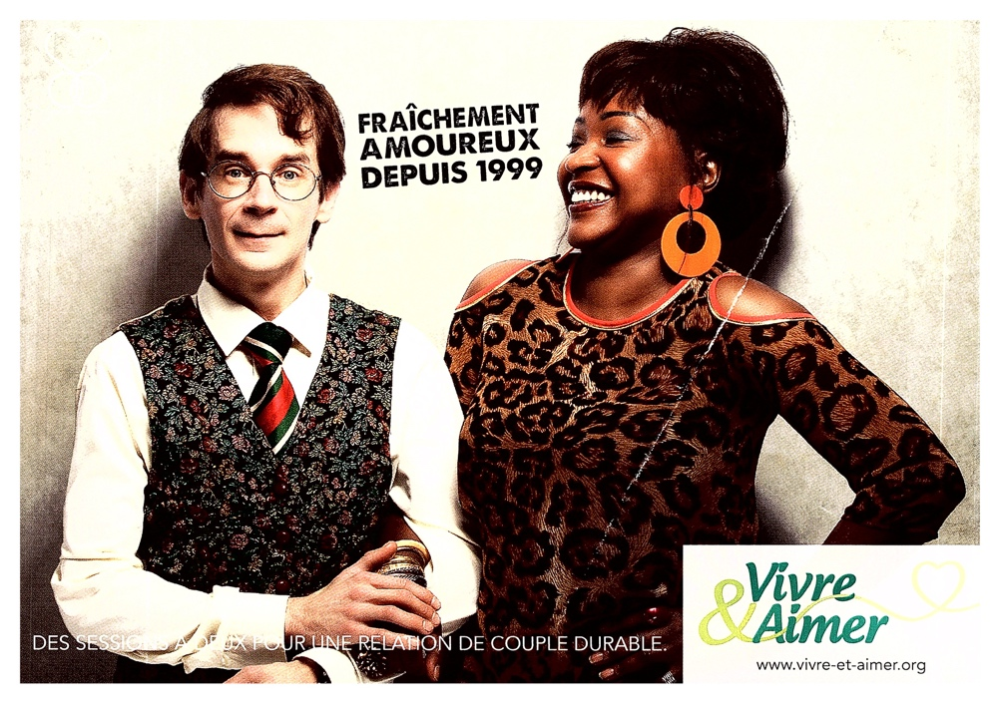 FRAÎCHEMENT
AMOUREUX
DEPUIS 1999
DES SESSIONS À DEUX POUR UNE RELATION DE COUPLE DURABLE.
Vivre
& Aimer
www.vivre-et-aimer.org